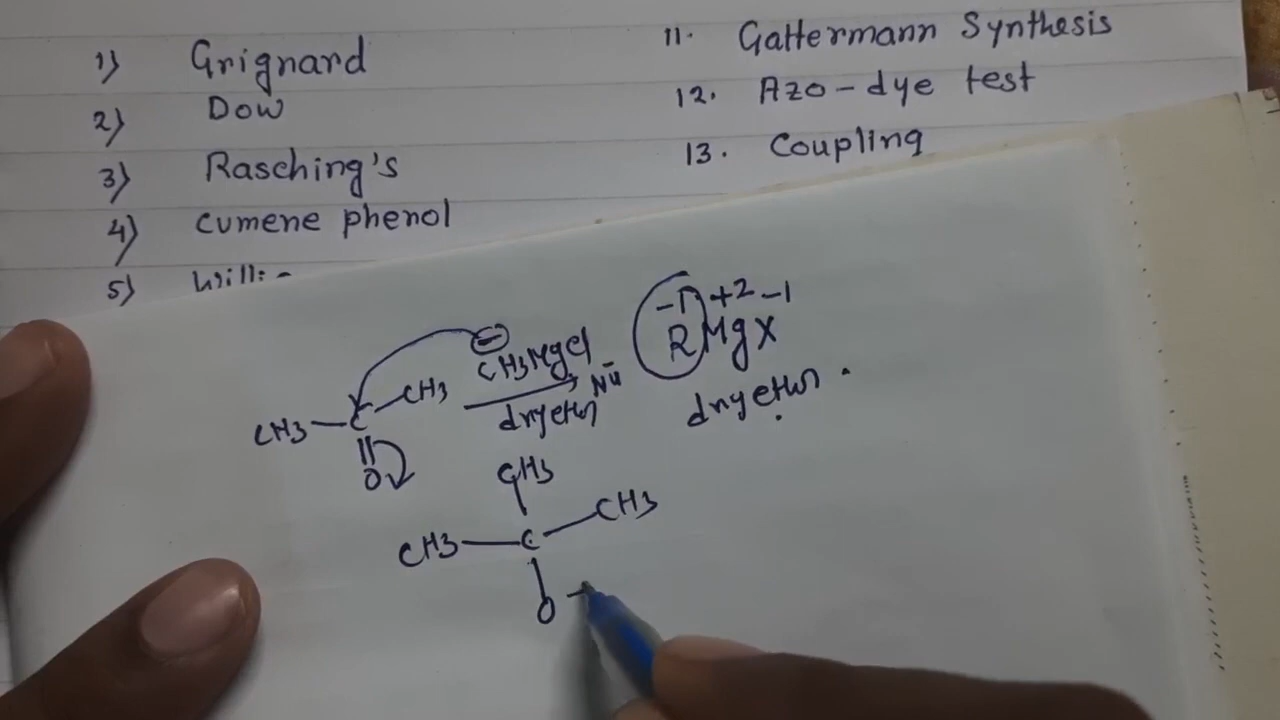 1) Grignard
2) Dow
3) Rasching's
4) Cumene phenol
5)
11. Gattermann Synthesis
12. Azo-dye test
13. Coupling
-1 +2 -1
RMgX
dry ether
CH3MgCl
Nu
dry ether
CH3-C-CH3
O
CH3
CH3-C-CH3
O-